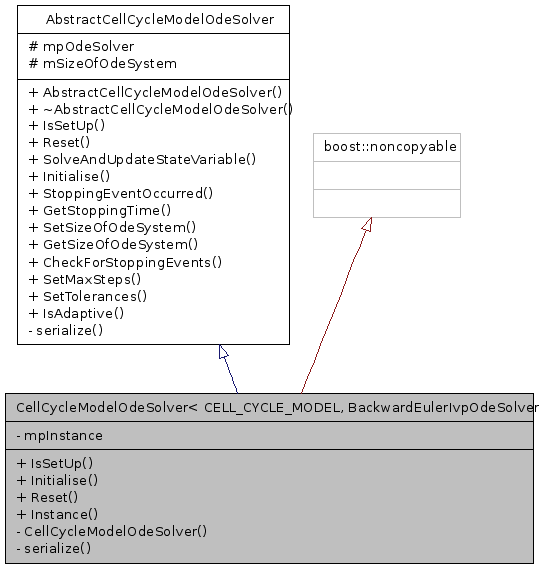 AbstractCellCycleModelOdeSolver
# mpOdeSolver
# mSizeOfOdeSystem
+ AbstractCellCycleModelOdeSolver()
+ ~AbstractCellCycleModelOdeSolver()
+ IsSetUp()
+ Reset()
+ SolveAndUpdateStateVariable()
+ Initialise()
+ StoppingEventOccurred()
+ GetStoppingTime()
+ SetSizeOfOdeSystem()
+ GetSizeOfOdeSystem()
+ CheckForStoppingEvents()
+ SetMaxSteps()
+ SetTolerances()
+ IsAdaptive()
- serialize()
boost::noncopyable
CellCycleModelOdeSolver< CELL_CYCLE_MODEL, BackwardEulerIvpOdeSolver
- mpInstance
+ IsSetUp()
+ Initialise()
+ Reset()
+ Instance()
- CellCycleModelOdeSolver()
- serialize()